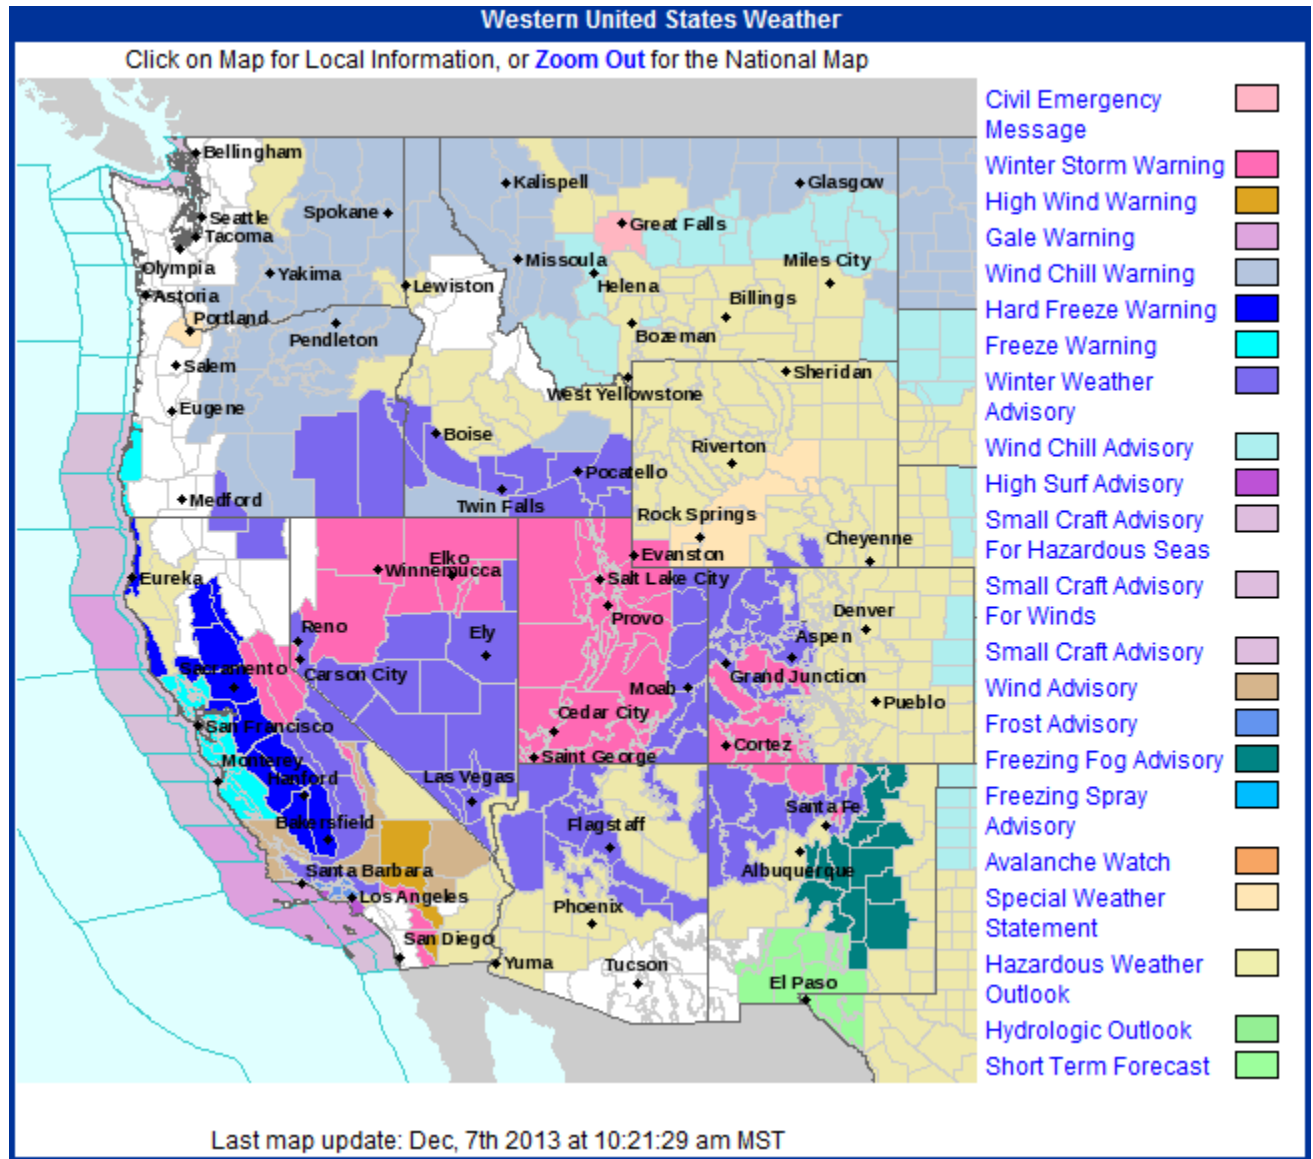 Western United States Weather
Click on Map for Local Information, or Zoom Out for the National Map
Bellingham
Seattle
Tacoma
Olympia
Spokane
Yakima
Astoria
Portland
Salem
Eugene
Medford
Pendleton
Lewiston
Kalispell
Glasgow
Great Falls
Missoula
Helena
Miles City
Billings
Bozeman
West Yellowstone
Sheridan
Boise
Twin Falls
Pocatello
Riverton
Rock Springs
Cheyenne
Evanston
Eureka
Elko
Winnemucca
Salt Lake City
Provo
Reno
Carson City
Ely
Denver
Aspen
Grand Junction
Pueblo
Moab
Cedar City
Saint George
Cortez
Sacramento
San Francisco
Monterey
Hanford
Bakersfield
Las Vegas
Flagstaff
Santa Fe
Albuquerque
Santa Barbara
Los Angeles
San Diego
Phoenix
Yuma
Tucson
El Paso
Civil Emergency
Message
Winter Storm Warning
High Wind Warning
Gale Warning
Wind Chill Warning
Hard Freeze Warning
Freeze Warning
Winter Weather
Advisory
Wind Chill Advisory
High Surf Advisory
Small Craft Advisory
For Hazardous Seas
Small Craft Advisory
For Winds
Small Craft Advisory
Wind Advisory
Frost Advisory
Freezing Fog Advisory
Freezing Spray
Advisory
Avalanche Watch
Special Weather
Statement
Hazardous Weather
Outlook
Hydrologic Outlook
Short Term Forecast
Last map update: Dec, 7th 2013 at 10:21:29 am MST